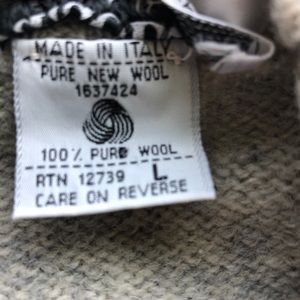 MADE IN ITALY
PURE NEW WOOL
1637424
100% PURE WOOL
RTN 12739 L
CARE ON REVERSE